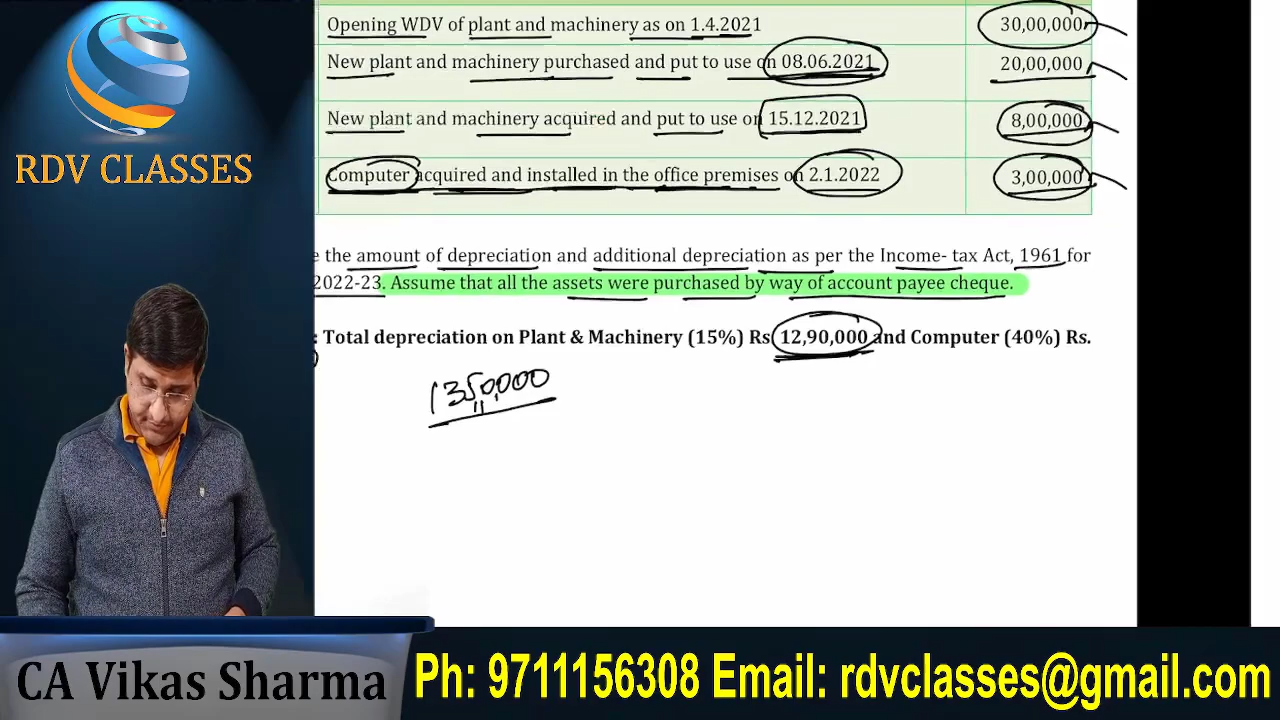 Opening WDV of plant and machinery as on 1.4.2021 30,00,000
New plant and machinery purchased and put to use on 08.06.2021 20,00,000
New plant and machinery acquired and put to use on 15.12.2021 8,00,000
Computer acquired and installed in the office premises on 2.1.2022 3,00,000
RDV CLASSES
e the amount of depreciation and additional depreciation as per the Income- tax Act, 1961 for
2022-23. Assume that all the assets were purchased by way of account payee cheque.
: Total depreciation on Plant & Machinery (15%) Rs 12,90,000 and Computer (40%) Rs.
1350,000
CA Vikas Sharma
Ph: 9711156308 Email: rdvclasses@gmail.com